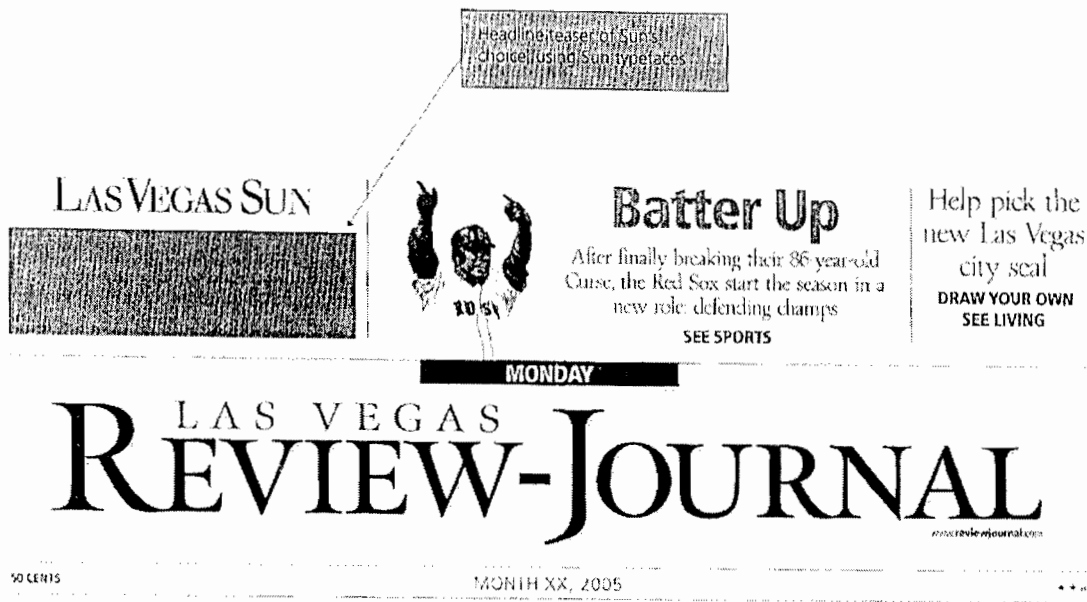 Headline/teaser of Sun's
choice, using Sun typefaces
LAS VEGAS SUN
Batter Up
After finally breaking their 86-year-old
Curse, the Red Sox start the season in a
new role: defending champs
SEE SPORTS
Help pick the
new Las Vegas
city seal
DRAW YOUR OWN
SEE LIVING
MONDAY
LAS VEGAS
REVIEW-JOURNAL
www.reviewjournal.com
50 CENTS
MONTH XX, 2005